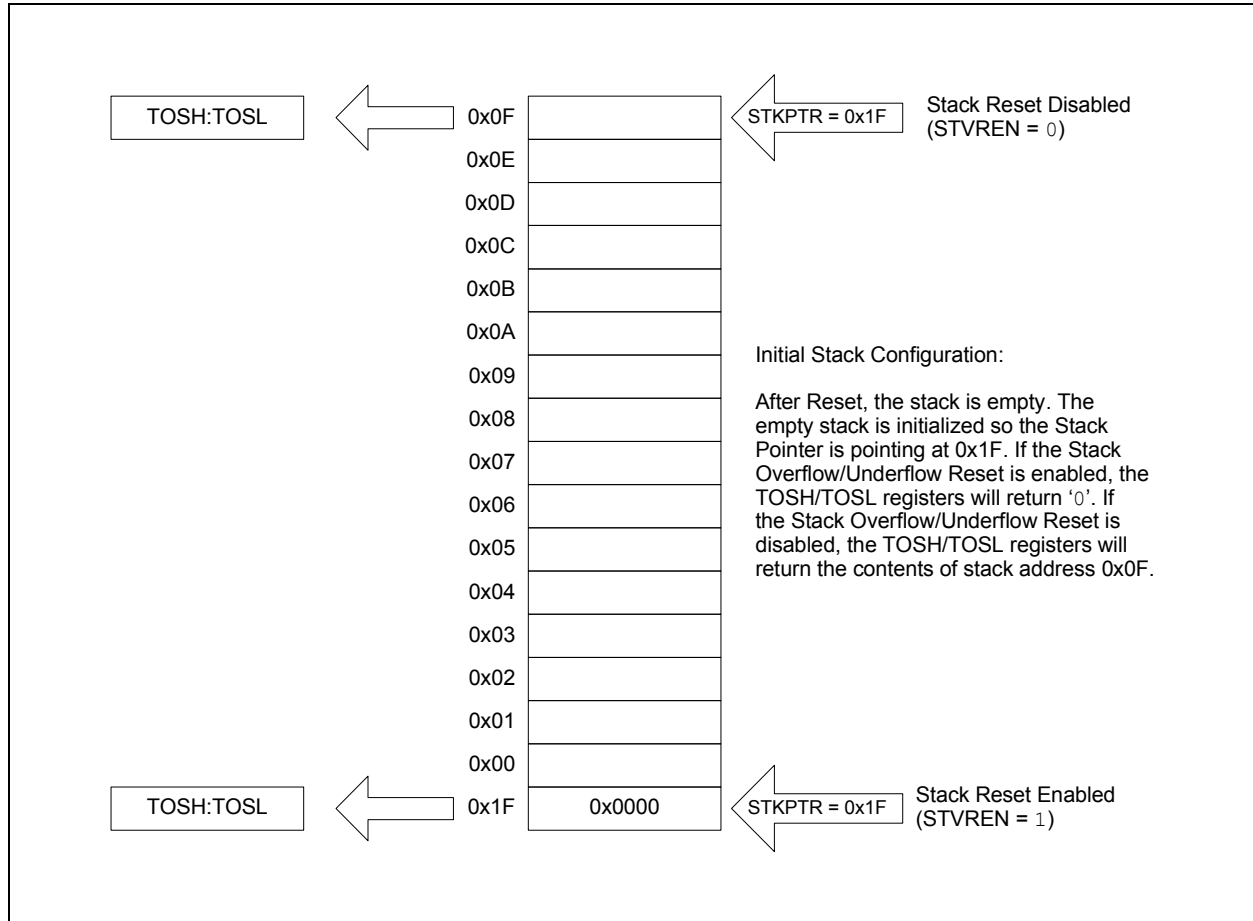 TOSH:TOSL
0x0F
STKPTR = 0x1F
Stack Reset Disabled
(STVREN = 0)
0x0E
0x0D
0x0C
0x0B
0x0A
0x09
0x08
0x07
0x06
0x05
0x04
0x03
0x02
0x01
0x00
Initial Stack Configuration:
After Reset, the stack is empty. The
empty stack is initialized so the Stack
Pointer is pointing at 0x1F. If the Stack
Overflow/Underflow Reset is enabled, the
TOSH/TOSL registers will return ‘0’. If
the Stack Overflow/Underflow Reset is
disabled, the TOSH/TOSL registers will
return the contents of stack address 0x0F.
TOSH:TOSL
0x1F
0x0000
STKPTR = 0x1F
Stack Reset Enabled
(STVREN = 1)